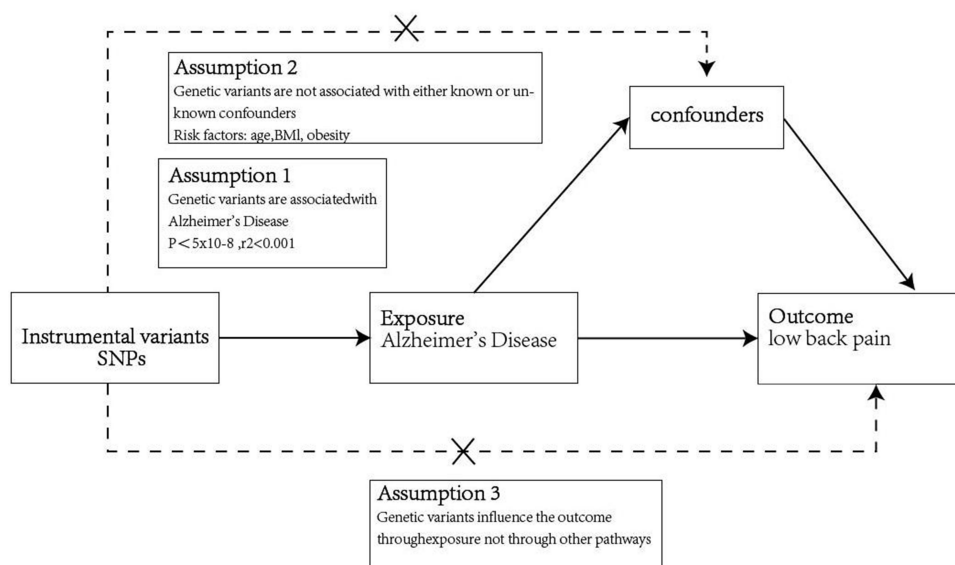 Assumption 2
Genetic variants are not associated with either known or un-
known confounders
Risk factors: age,BMl, obesity
confounders
Assumption 1
Genetic variants are associatedwith
Alzheimer's Disease
P<5x10-8 ,r2<0.001
Instrumental variants
SNPs
Exposure
Alzheimer's Disease
Outcome
low back pain
Assumption 3
Genetic variants influence the outcome
throughexposure not through other pathways